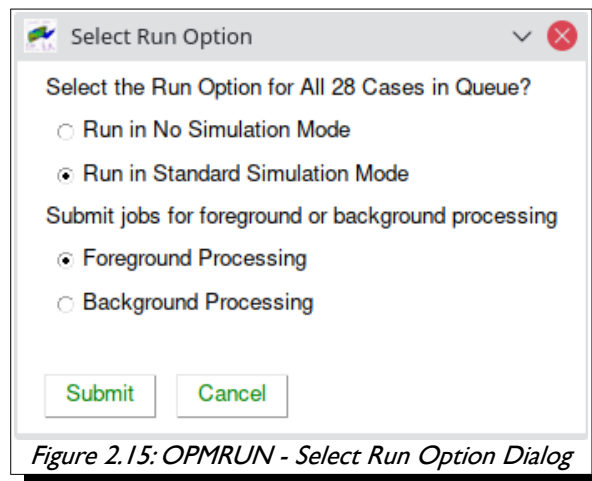 Select Run Option
Select the Run Option for All 28 Cases in Queue?
Run in No Simulation Mode
Run in Standard Simulation Mode
Submit jobs for foreground or background processing
Foreground Processing
Background Processing
Submit Cancel
Figure 2.15: OPMRUN - Select Run Option Dialog